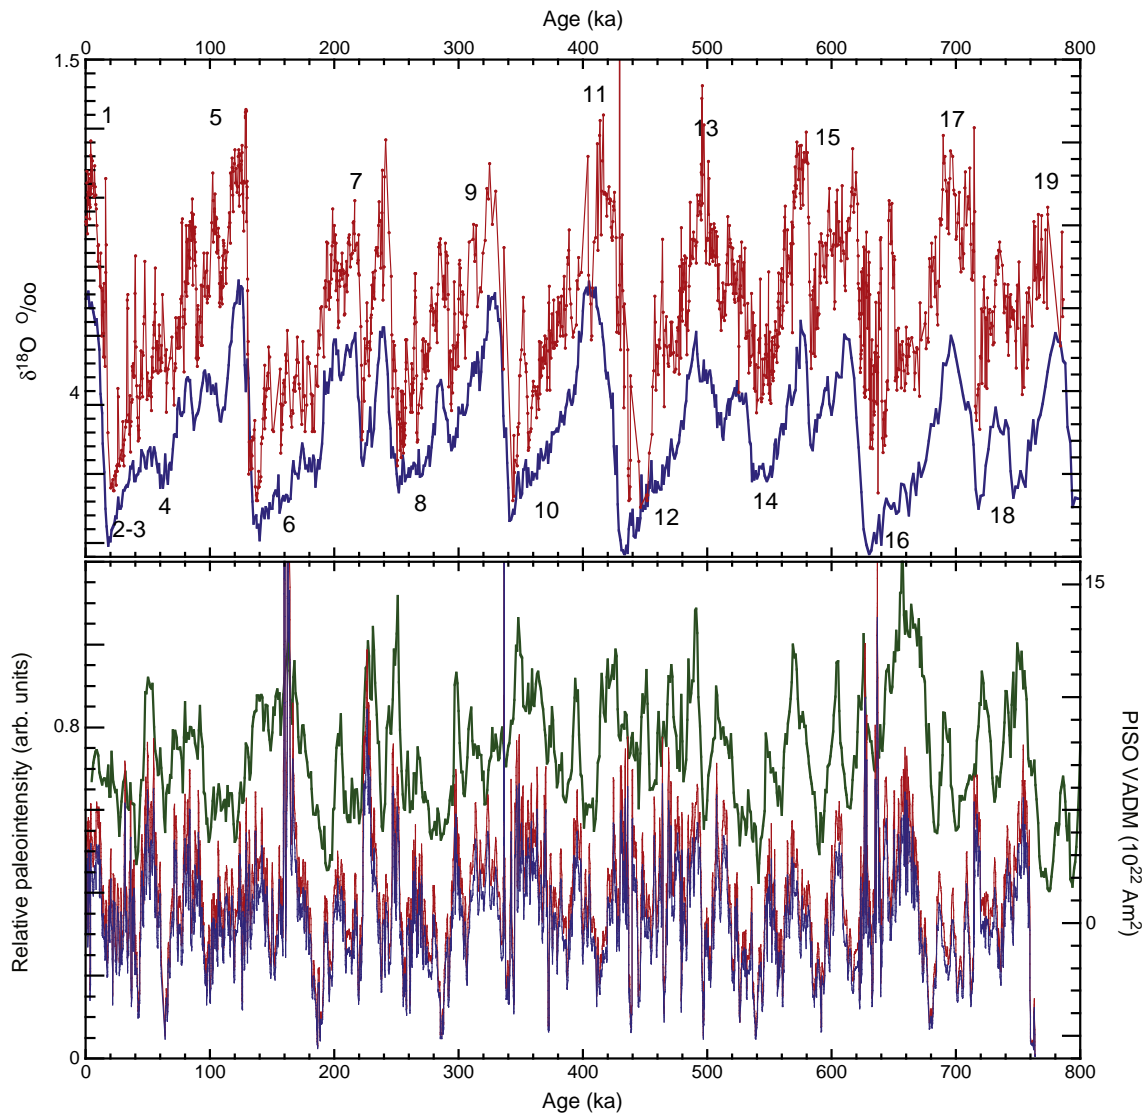 Age (ka)
0 100 200 300 400 500 600 700 800
1.5
1 5 7 9 11 13 15 17 19
δ18O o/oo
4
2-3 4 6 8 10 12 14 16 18
Relative paleointensity (arb. units)
0.8
0
15
0
PISO VADM (10²² Am²)
0 100 200 300 400 500 600 700 800
Age (ka)